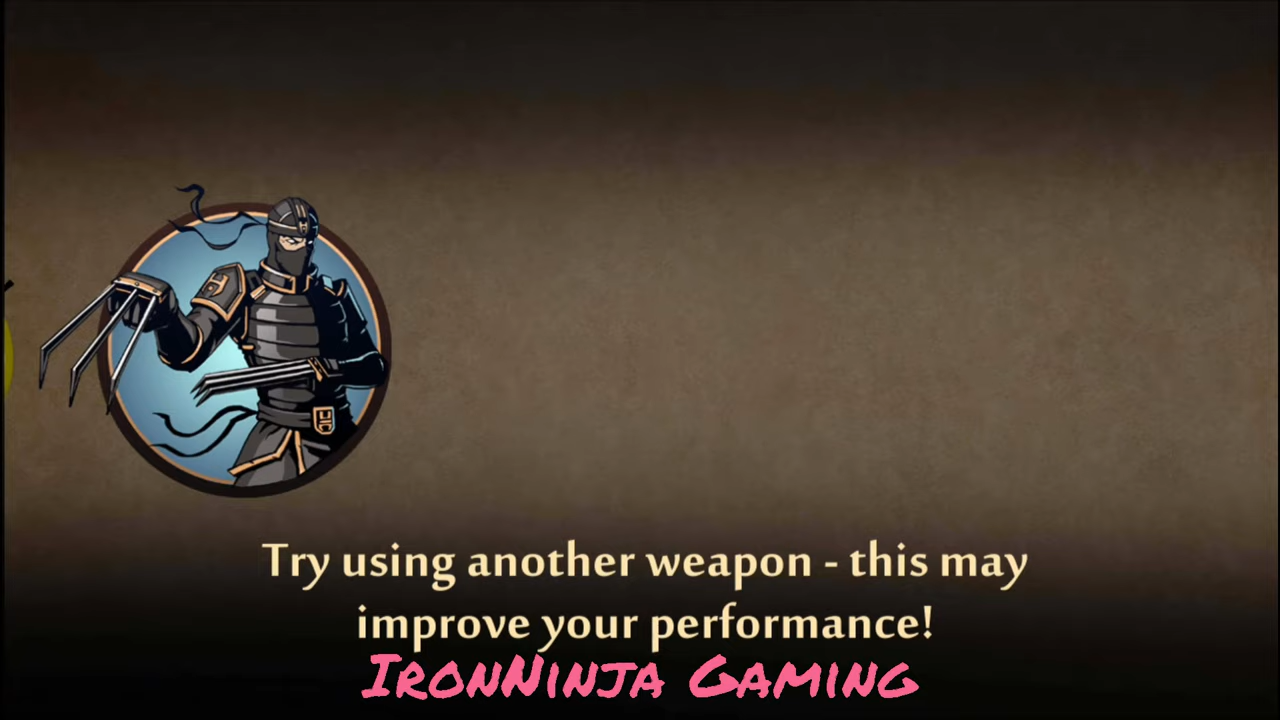 Try using another weapon - this may
improve your performance!
IronNinja Gaming